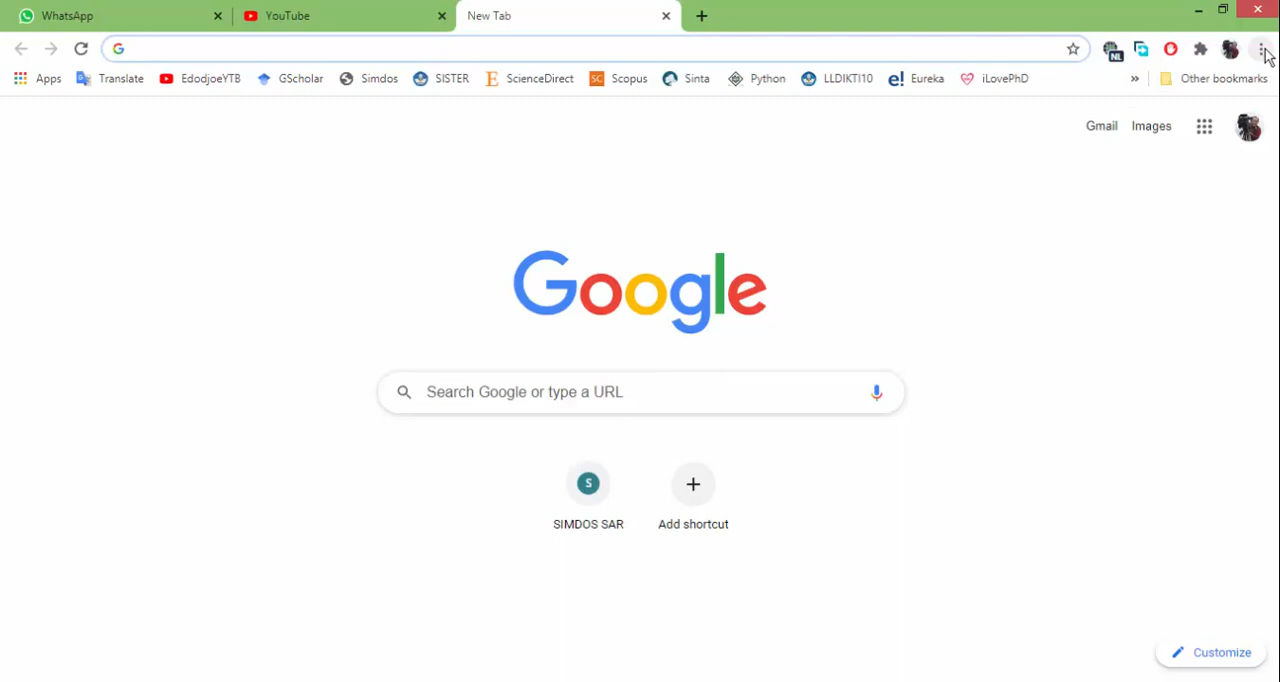 WhatsApp YouTube New Tab
Apps Translate EdodjoeYTB GScholar Simdos SISTER ScienceDirect Scopus Sinta Python LLDIKTI10 Eureka iLovePhD » Other bookmarks
NL
Gmail Images
Google
Search Google or type a URL
S
SIMDOS SAR Add shortcut
Customize